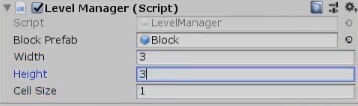 Level Manager (Script)
Script LevelManager
Block Prefab Block
Width 3
Height 3
Cell Size 1